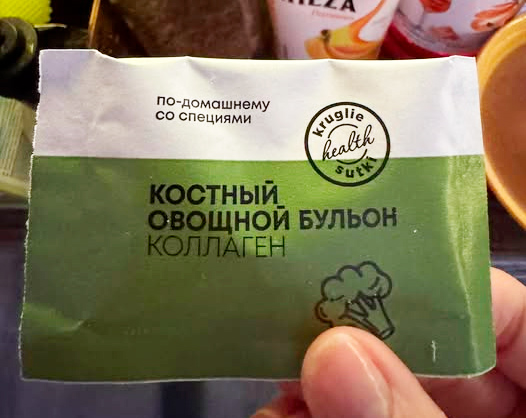 по-домашнему
со специями
kruglie
health
sutki
КОСТНЫЙ
ОВОЩНОЙ БУЛЬОН
КОЛЛАГЕН